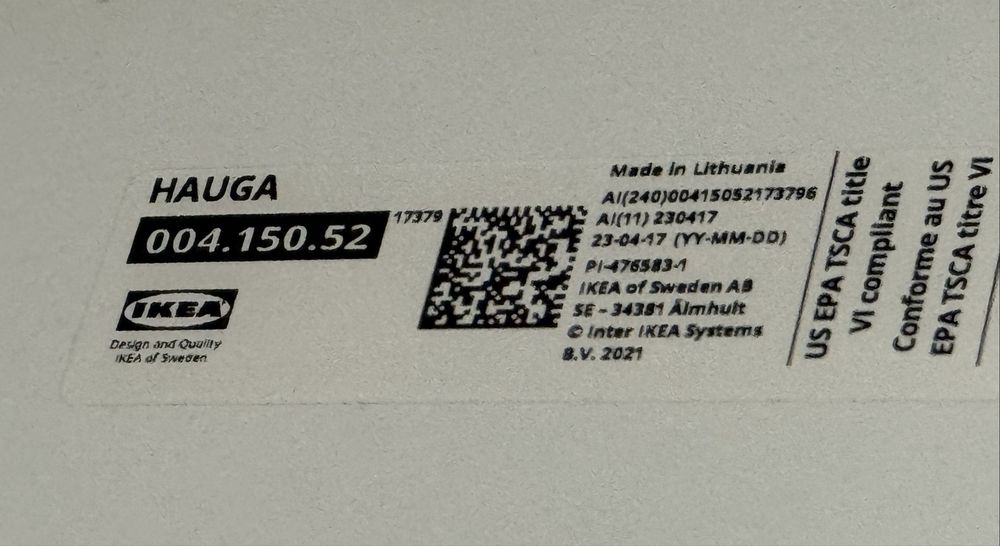 HAUGA
004.150.52
17379
IKEA
Design and Quality
IKEA of Sweden
Made in Lithuania
AI(240)00415052173796
AI(11) 230417
23-04-17 (YY-MM-DD)
PI-476583-1
IKEA of Sweden AB
SE - 34381 Älmhult
© Inter IKEA Systems
B.V. 2021
US EPA TSCA title
VI compliant
Conforme au US
EPA TSCA titre VI